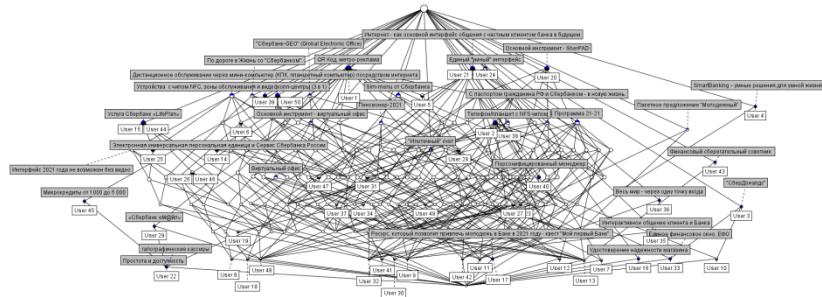 Интернет - как основной интерфейс общения с частным клиентом банка в будущем
"Сбербанк-GEO" (Global Electronic Office)
Основной инструмент - SberPAD
По дороге в Жизнь со "Сбербанком".
QR Код, метро-реклама
Единый "умный" интерфейс
Дистанционное обслуживание через мини-компьютер (КПК, планшетный компьютер) посредством интернета
User 21
User 24
User 20
Устройства с чипом NFC, зоны обслуживания и видеоколл-центры (3 в 1)
Sim-menu от Сбербанка
С паспортом гражданина РФ и Сбербанком - в новую жизнь.
SmartBanking - умные решения для умной жизни
User 39
User 50
User 1
Пенсионер-2021
User 5
Пакетное предложение "Молодежный"
User 4
Услуга Сбербанк «LifePlan»
Основной инструмент - виртуальный офис
Телефон/планшет с NFS-чипом
Программа 21-21
User 15
User 44
User 6
User 2
User 38
Электронная универсальная персональная единица и Сервис Сбербанка России
"Ипотечный" счет
Финансовый сберегательный советник
User 25
User 14
User 28
Интерфейс 2021 года не возможен без видео
Виртуальный офис
Персонифицированный менеджер
User 43
User 26
User 46
User 47
User 31
User 40
"СберДональдс"
Микрокредиты от 1000 до 5 000
Весь мир - через одну точку входа
User 45
User 37
User 34
User 49
User 27
User 36
User 3
«Сбербанк «М@ЯК»
Интерактивное общение клиента и Банка
User 29
User 19
Ресурс, который позволит привлечь молодежь в Банк в 2021 году - квест "Мой первый Банк"
Единое финансовое окно, ЕФО
User 35
Голографические кассиры
Удостоверение надежности магазина
Простота и доступность
User 22
User 8
User 48
User 41
User 9
User 11
User 12
User 7
User 16
User 33
User 10
User 18
User 32
User 42
User 17
User 13
User 30